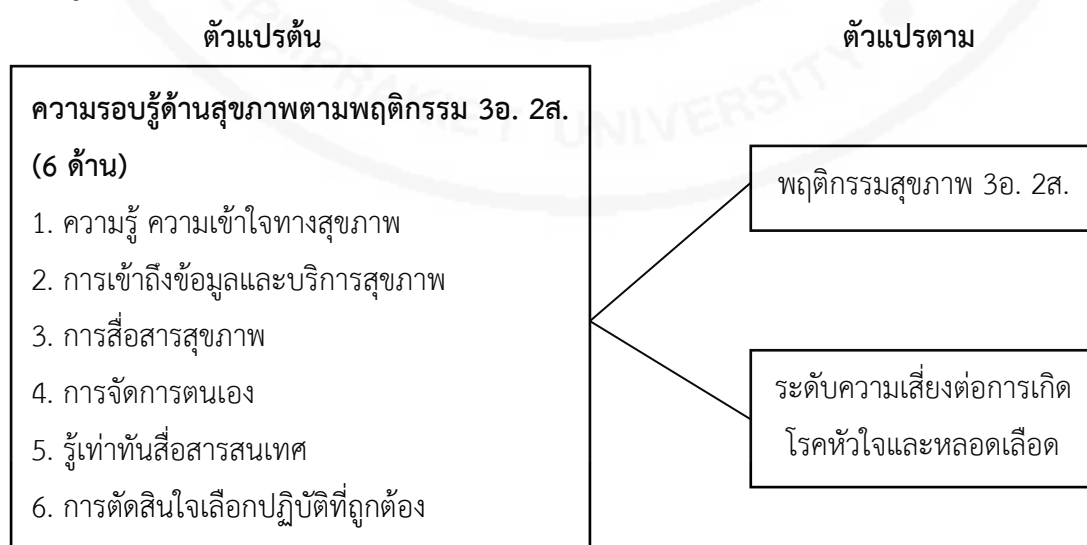 ตัวแปรต้น
ตัวแปรตาม
ความรอบรู้ด้านสุขภาพตามพฤติกรรม 3อ. 2ส.
(6 ด้าน)
1. ความรู้ ความเข้าใจทางสุขภาพ
2. การเข้าถึงข้อมูลและบริการสุขภาพ
3. การสื่อสารสุขภาพ
4. การจัดการตนเอง
5. รู้เท่าทันสื่อสารสนเทศ
6. การตัดสินใจเลือกปฏิบัติที่ถูกต้อง
พฤติกรรมสุขภาพ 3อ. 2ส.
ระดับความเสี่ยงต่อการเกิด
โรคหัวใจและหลอดเลือด
UNIVERSITY